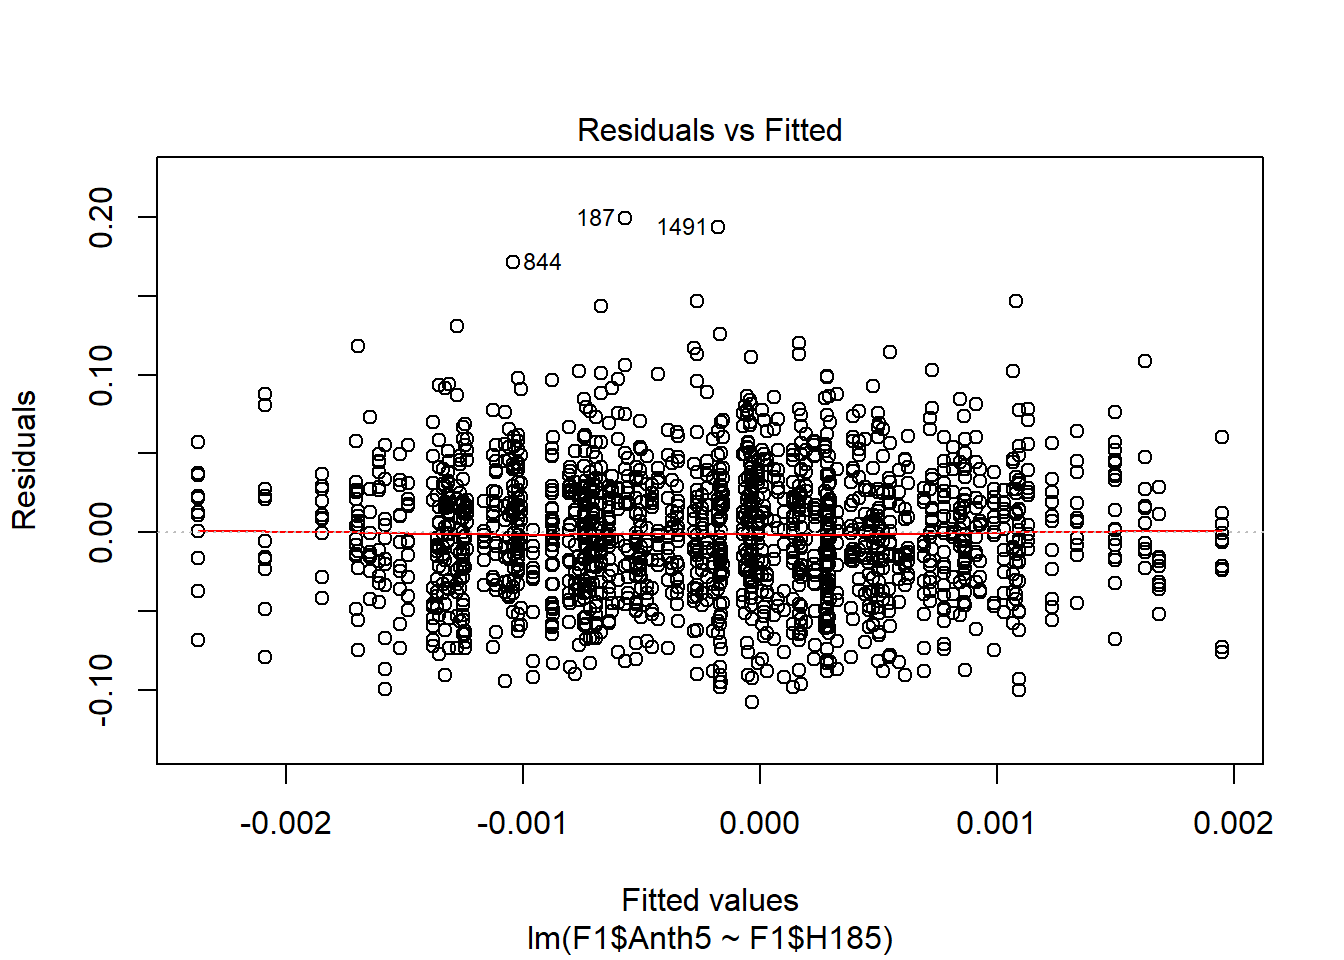 Residuals vs Fitted
0.20
0.10
0.00
-0.10
Residuals
187
1491
844
-0.002 -0.001 0.000 0.001 0.002
Fitted values
lm(F1$Anth5 ~ F1$H185)